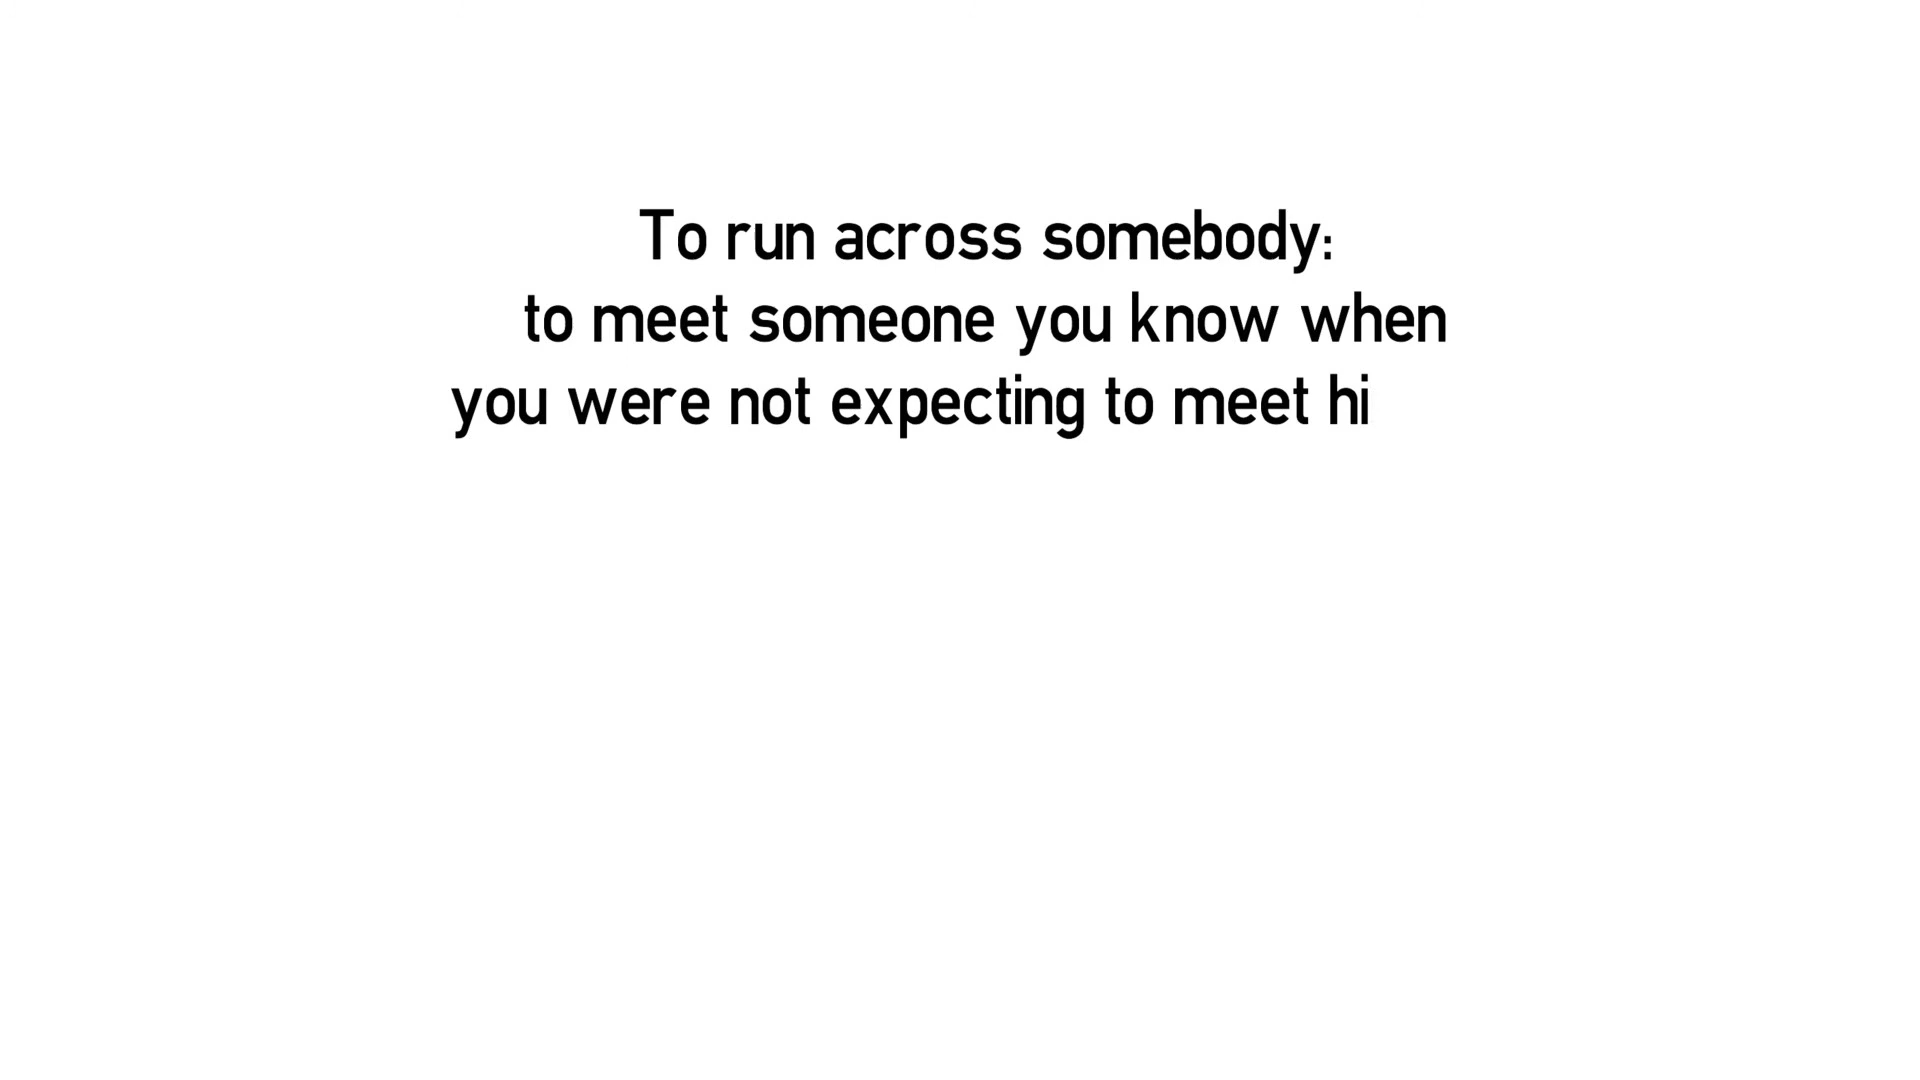 To run across somebody:
to meet someone you know when
you were not expecting to meet hi